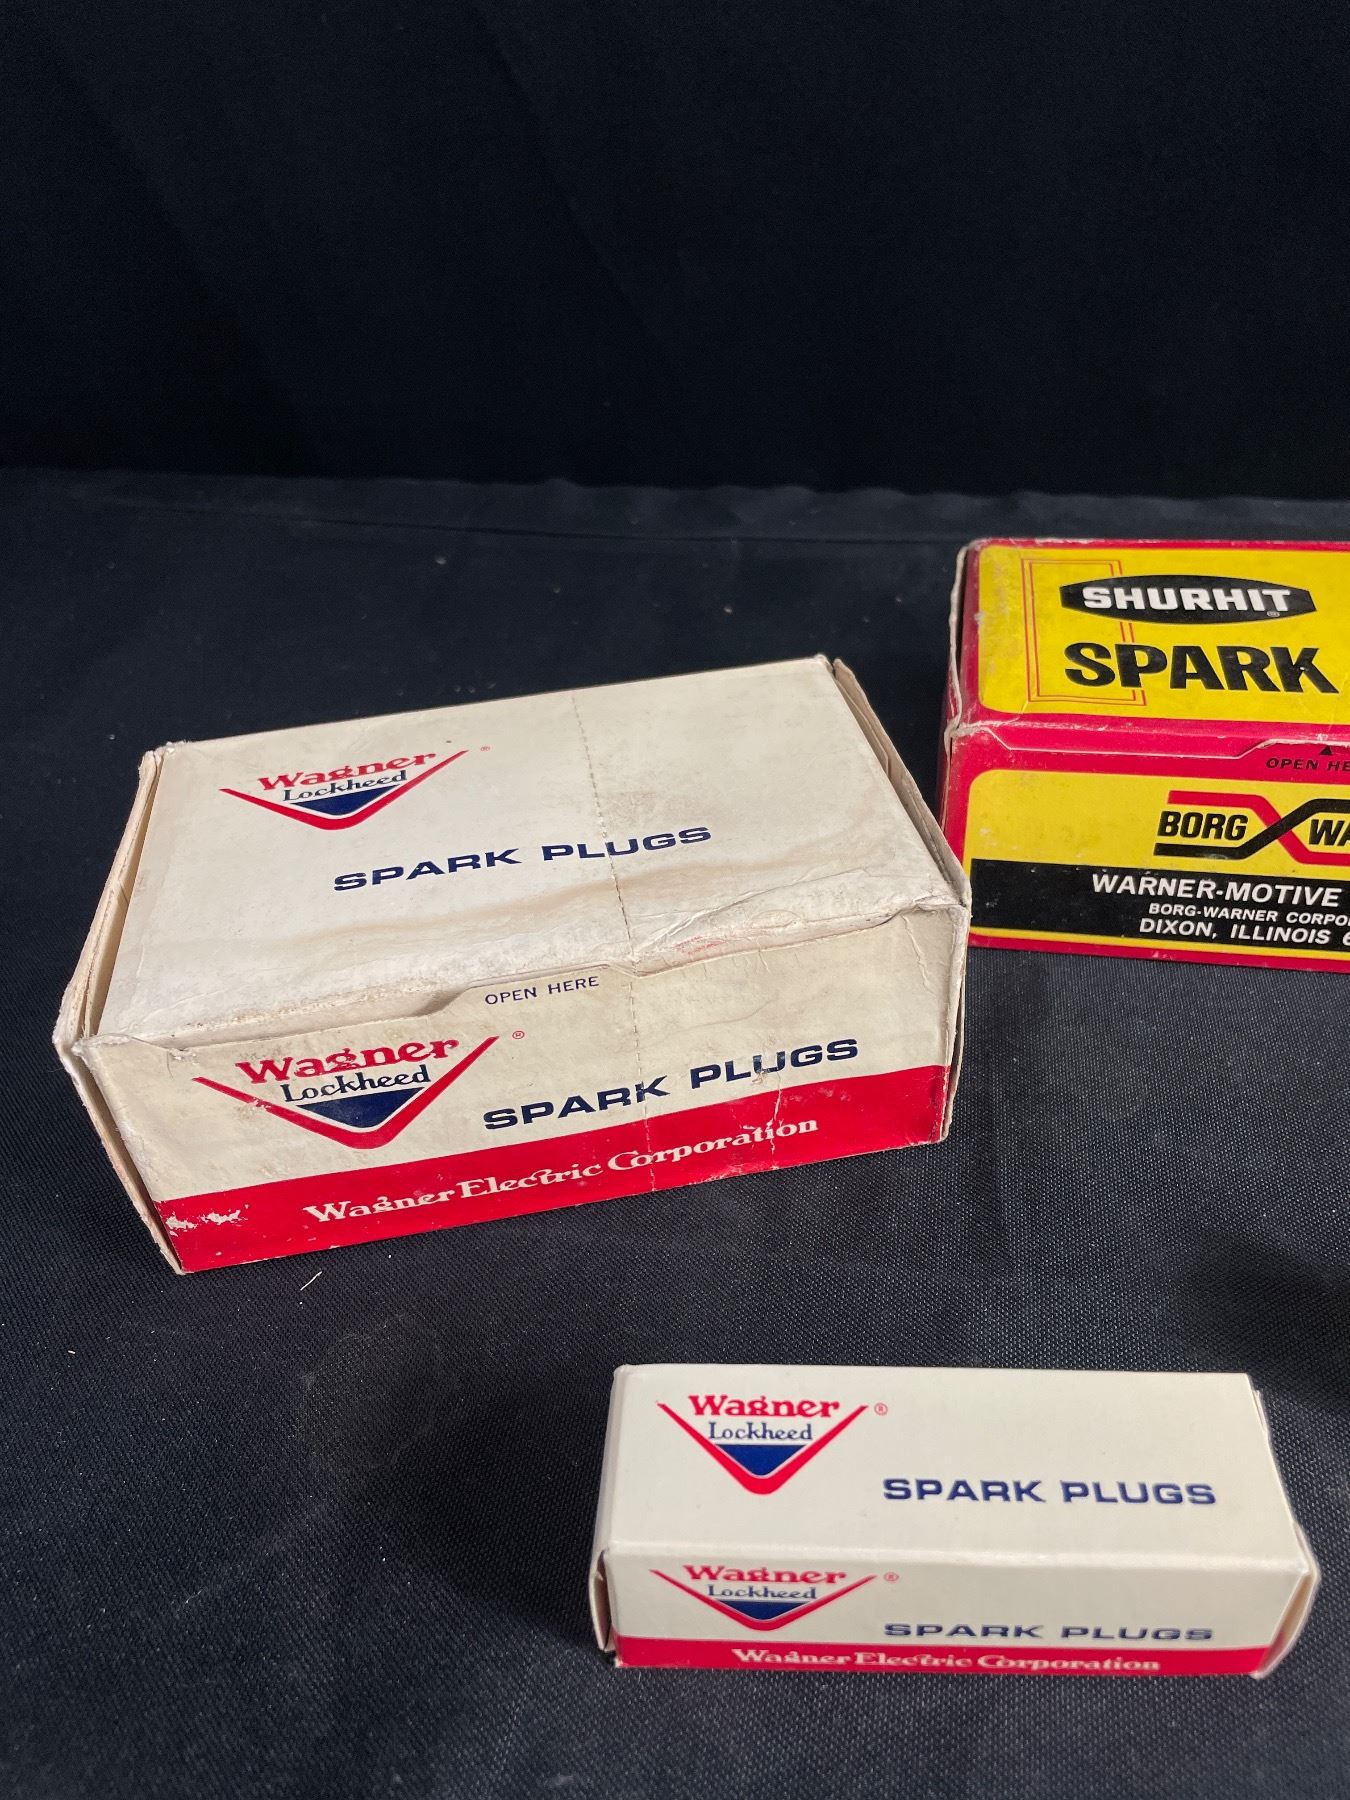 Wagner
Lockheed
®
SPARK PLUGS
OPEN HERE
Wagner
Lockheed
®
SPARK PLUGS
Wagner Electric Corporation
SHURHIT
®
SPARK
OPEN HE
BORG WA
WARNER-MOTIVE
BORG-WARNER CORPO
DIXON, ILLINOIS
Wagner
Lockheed
®
SPARK PLUGS
Wagner
Lockheed
®
SPARK PLUGS
Wagner Electric Corporation